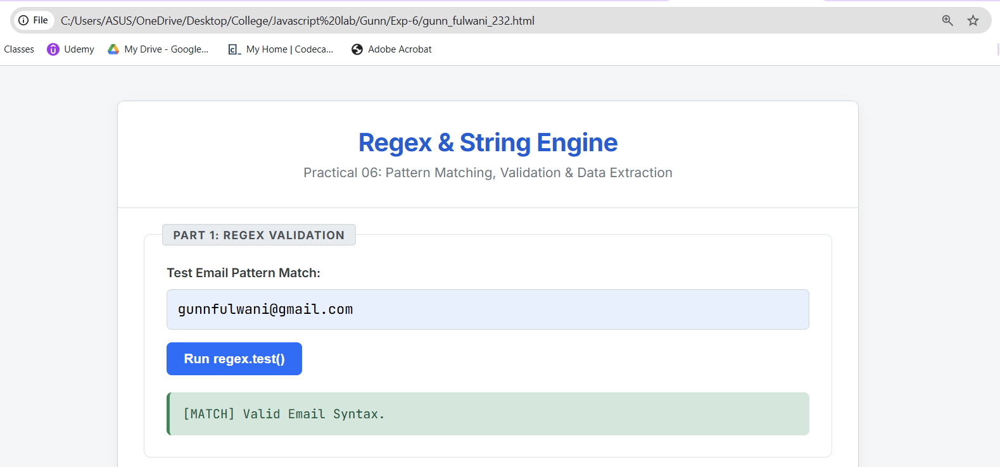 File C:/Users/ASUS/OneDrive/Desktop/College/Javascript%20lab/Gunn/Exp-6/gunn_fulwani_232.html
Classes Udemy My Drive - Google... My Home | Codeca... Adobe Acrobat
Regex & String Engine
Practical 06: Pattern Matching, Validation & Data Extraction
PART 1: REGEX VALIDATION
Test Email Pattern Match:
gunnfulwani@gmail.com
Run regex.test()
[MATCH] Valid Email Syntax.